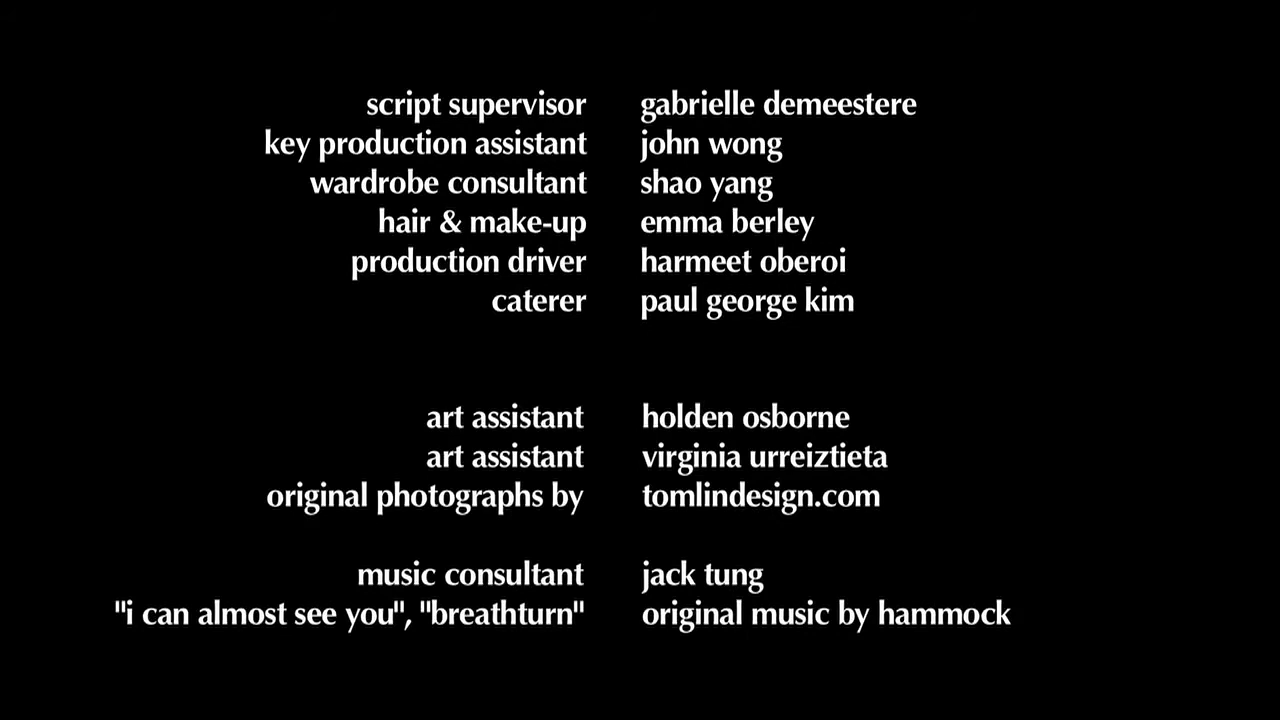 script supervisor gabrielle demeestere
key production assistant john wong
wardrobe consultant shao yang
hair & make-up emma berley
production driver harmeet oberoi
caterer paul george kim
art assistant holden osborne
art assistant virginia urreiztieta
original photographs by tomlindesign.com
music consultant jack tung
"i can almost see you", "breathturn" original music by hammock